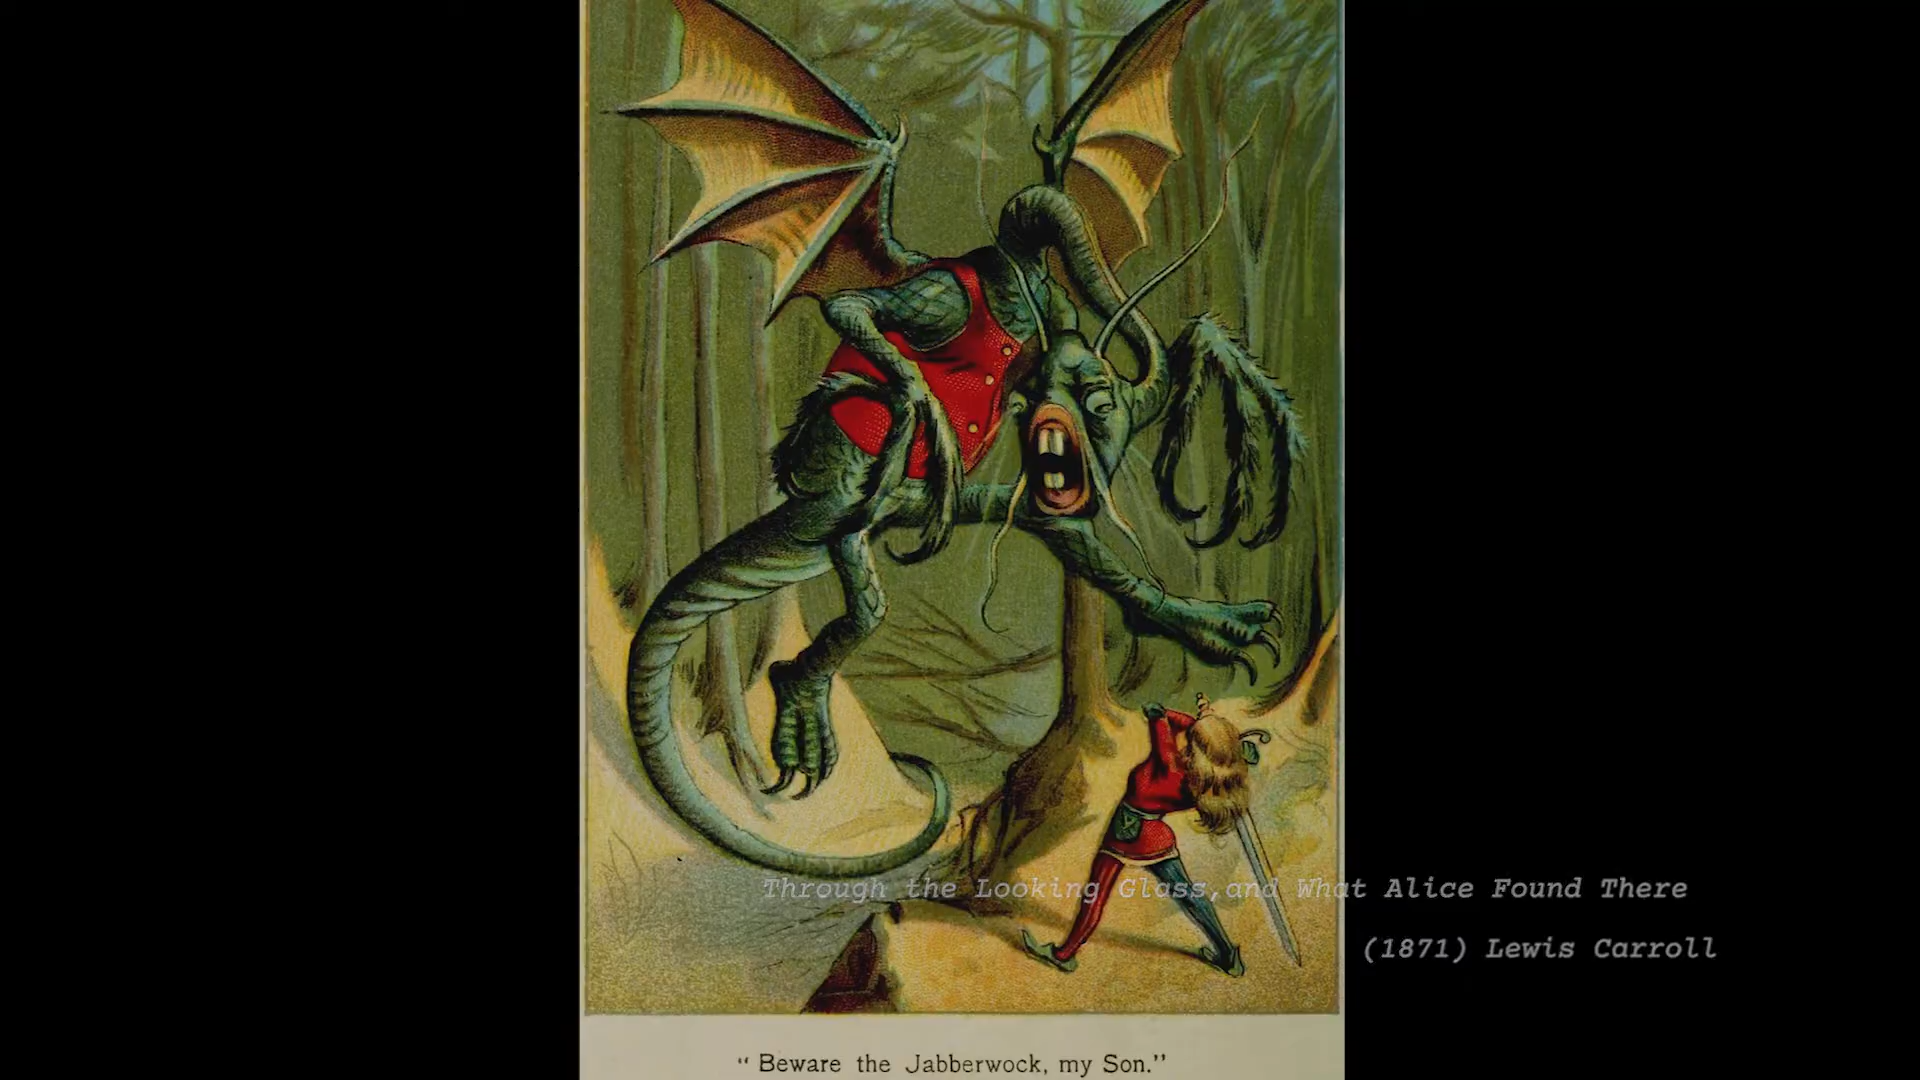 Through the Looking Glass,and What Alice Found There
(1871) Lewis Carroll
“Beware the Jabberwock, my Son.”